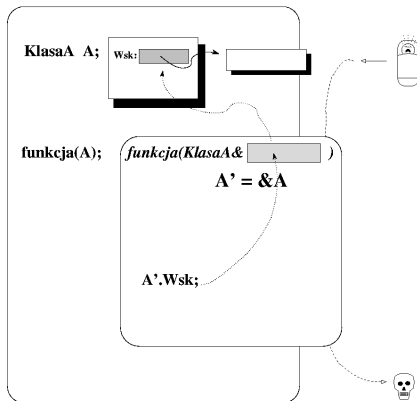 KlasaA A;
Wsk:
funkcja(A); funkcja(KlasaA& )
A' = &A
A'.Wsk;